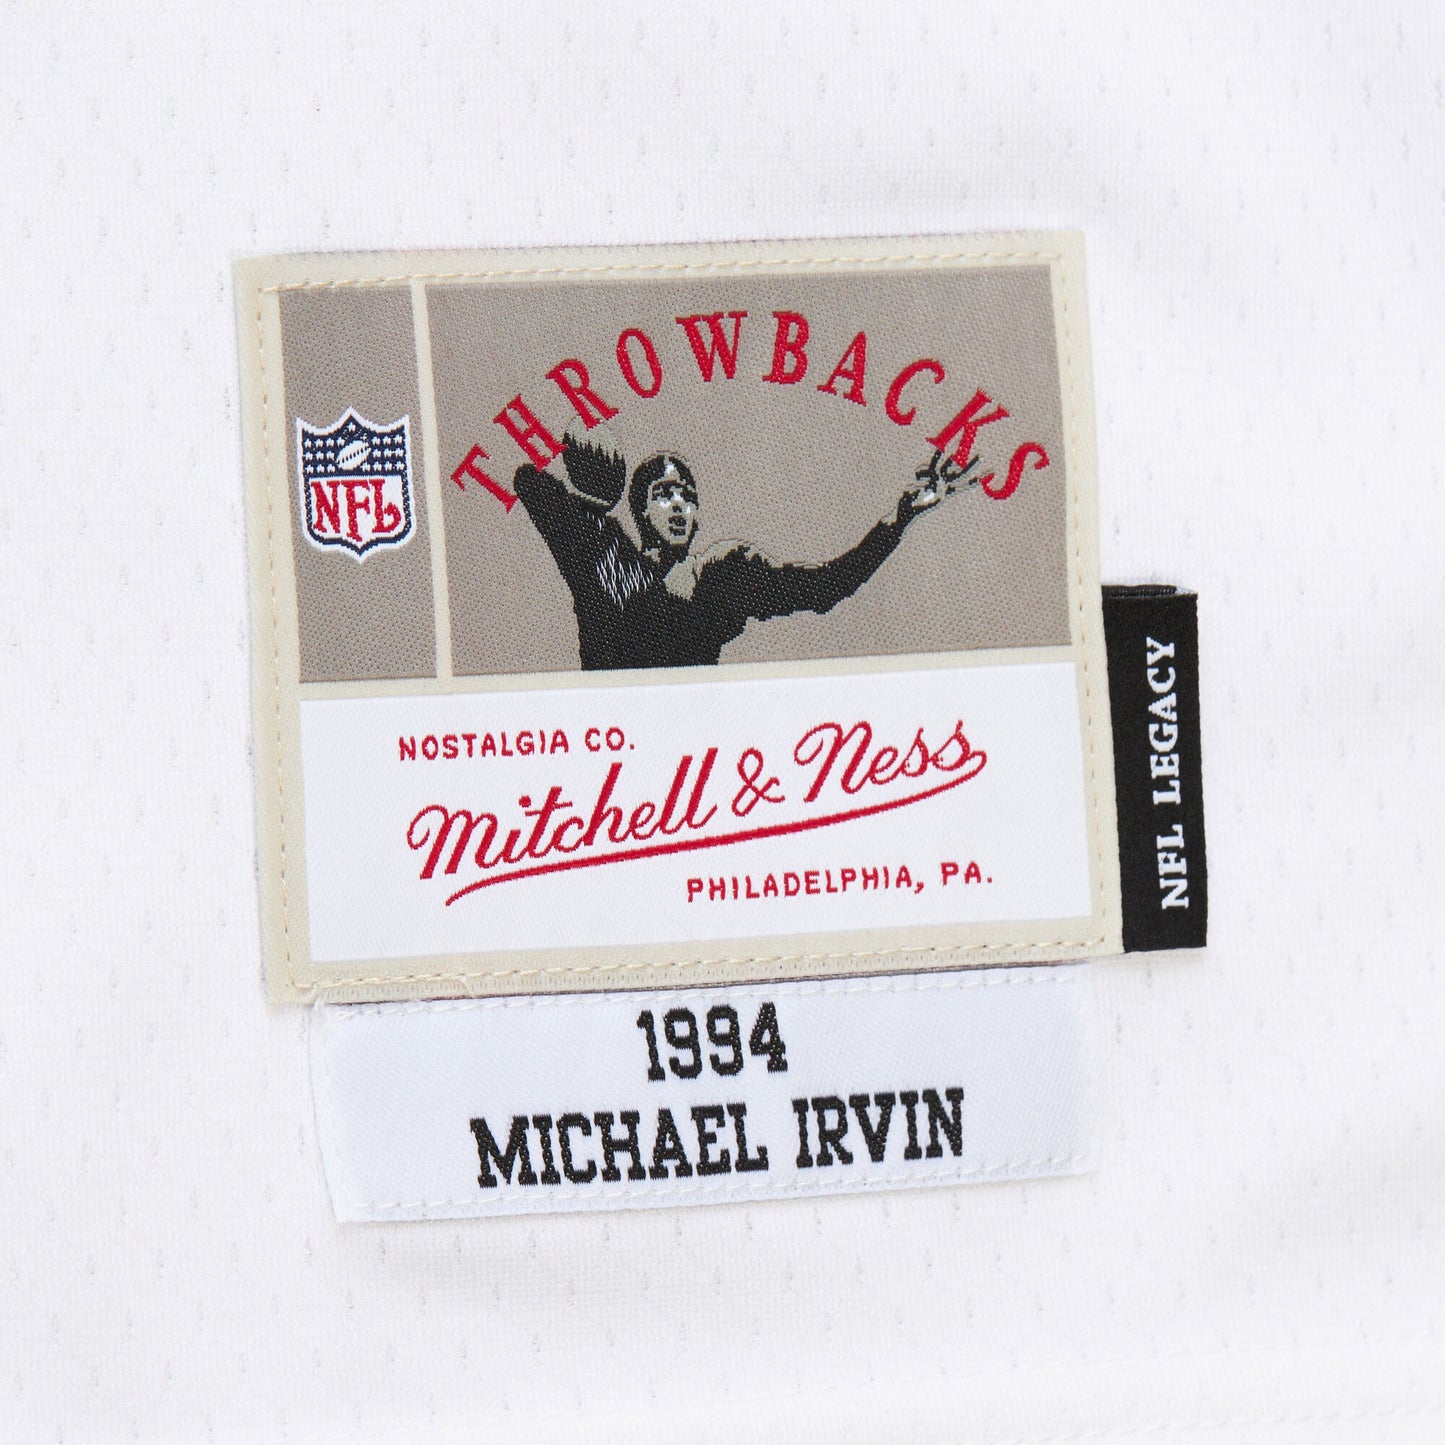 THROWBACKS
NFL
NOSTALGIA CO.
Mitchell & Ness
PHILADELPHIA, PA.
NFL LEGACY
1994
MICHAEL IRVIN